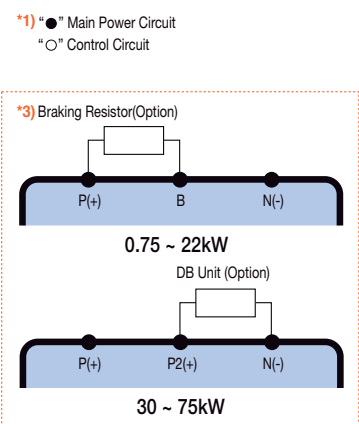 *1) “●” Main Power Circuit
“○” Control Circuit
*3) Braking Resistor(Option)
P(+) B N(-)
0.75 ~ 22kW
DB Unit (Option)
P(+) P2(+) N(-)
30 ~ 75kW